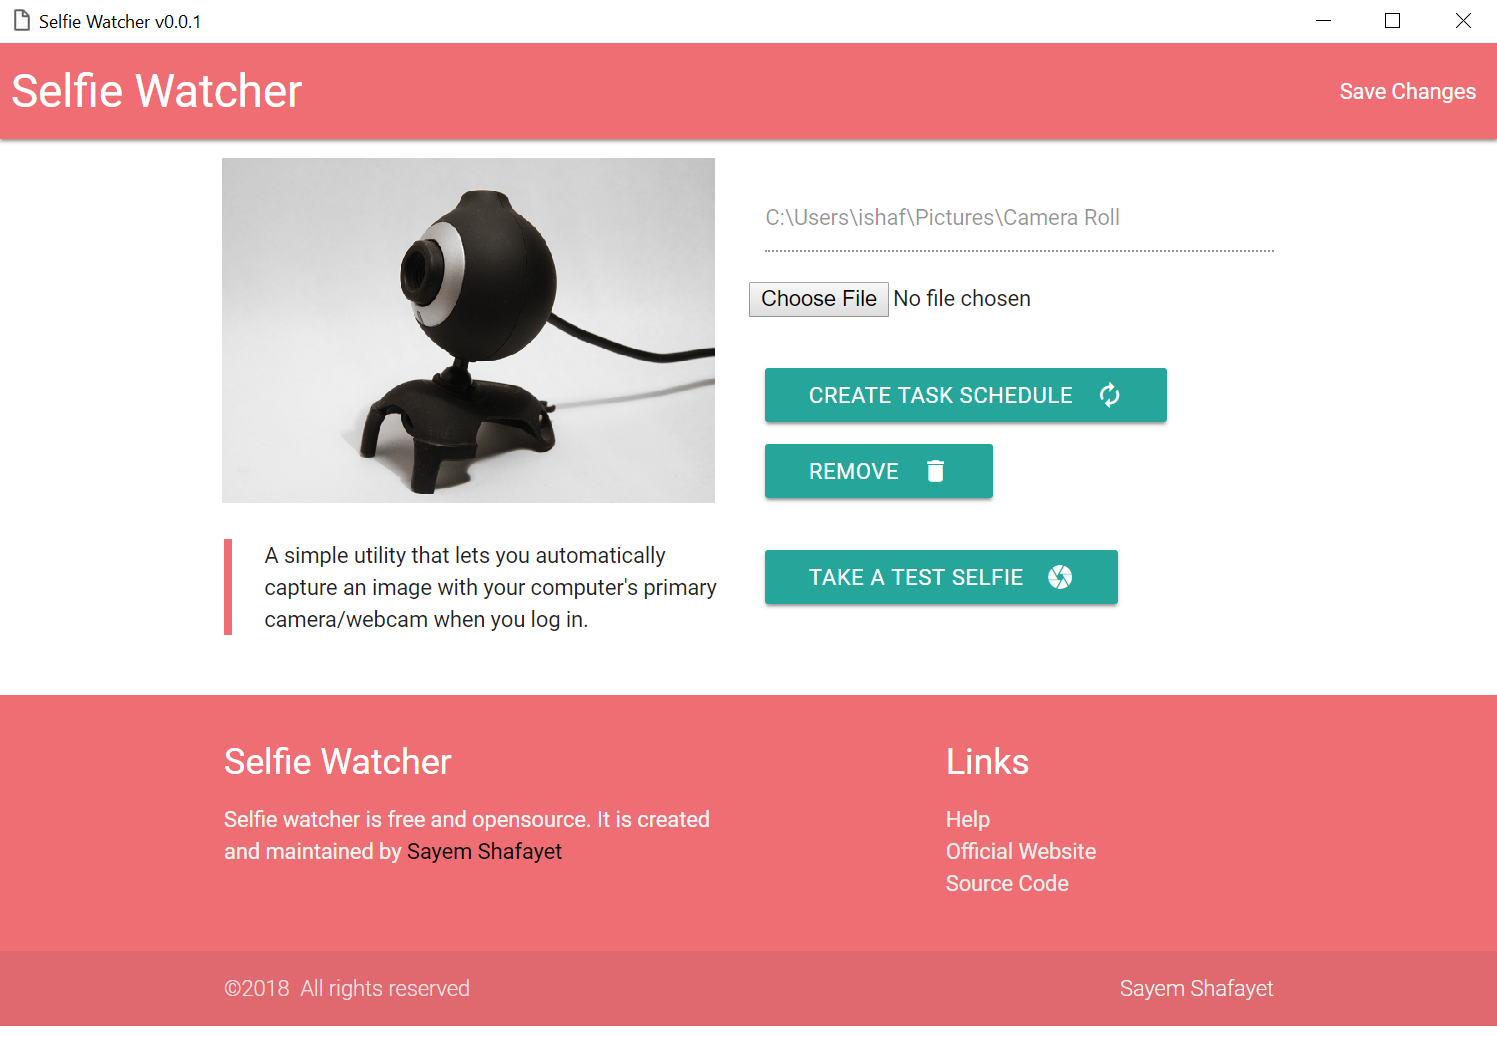 Selfie Watcher v0.0.1
Selfie Watcher
Save Changes
C:\Users\ishaf\Pictures\Camera Roll
Choose File No file chosen
CREATE TASK SCHEDULE
REMOVE
TAKE A TEST SELFIE
A simple utility that lets you automatically
capture an image with your computer's primary
camera/webcam when you log in.
Selfie Watcher
Selfie watcher is free and opensource. It is created
and maintained by Sayem Shafayet
Links
Help
Official Website
Source Code
©2018 All rights reserved
Sayem Shafayet